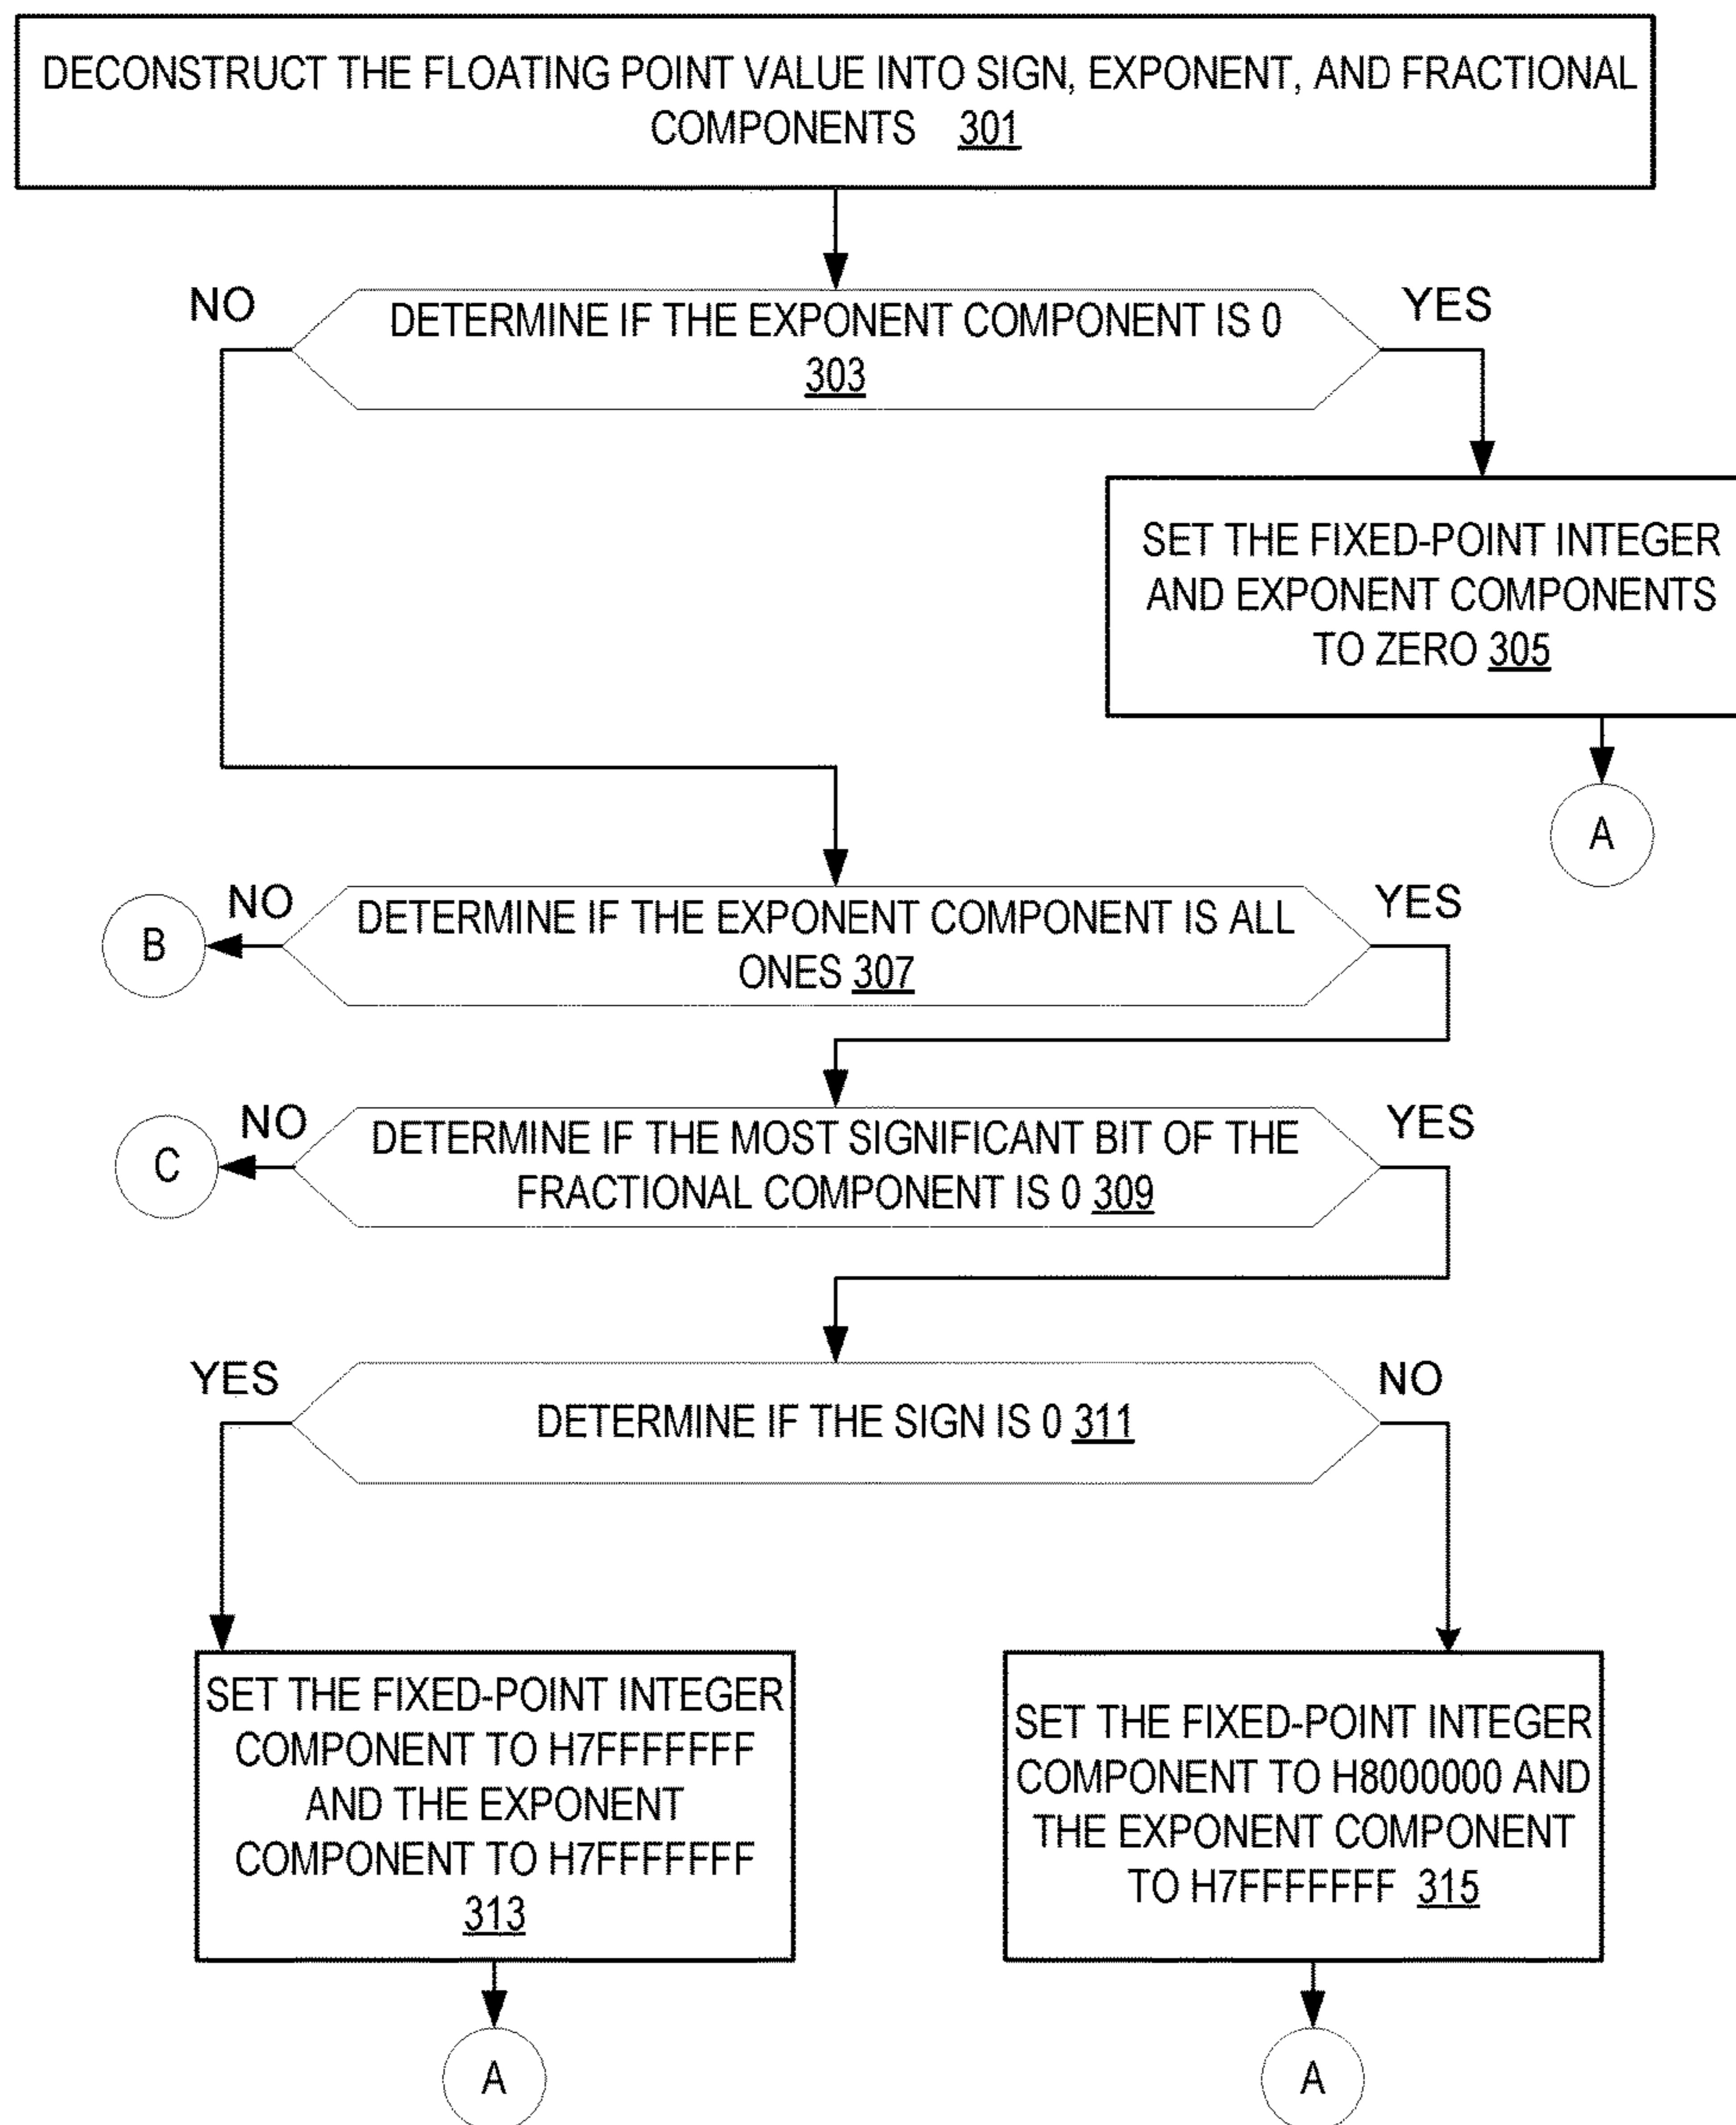 DECONSTRUCT THE FLOATING POINT VALUE INTO SIGN, EXPONENT, AND FRACTIONAL
COMPONENTS 301
NO
YES
DETERMINE IF THE EXPONENT COMPONENT IS 0
303
SET THE FIXED-POINT INTEGER
AND EXPONENT COMPONENTS
TO ZERO 305
A
B
NO
YES
DETERMINE IF THE EXPONENT COMPONENT IS ALL
ONES 307
C
NO
YES
DETERMINE IF THE MOST SIGNIFICANT BIT OF THE
FRACTIONAL COMPONENT IS 0 309
YES
NO
DETERMINE IF THE SIGN IS 0 311
SET THE FIXED-POINT INTEGER
COMPONENT TO H7FFFFFFF
AND THE EXPONENT
COMPONENT TO H7FFFFFFF
313
SET THE FIXED-POINT INTEGER
COMPONENT TO H8000000 AND
THE EXPONENT COMPONENT
TO H7FFFFFFF 315
A
A